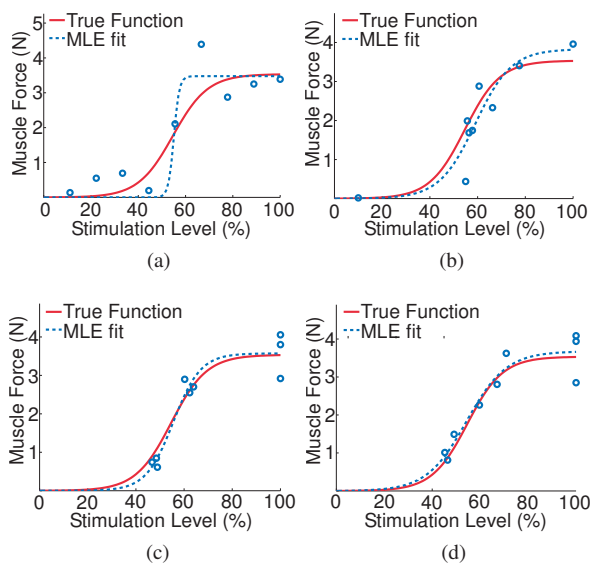 True Function
MLE fit
Muscle Force (N)
5
4
3
2
1
0 20 40 60 80 100
Stimulation Level (%)
(a)
True Function
MLE fit
Muscle Force (N)
4
3
2
1
0 20 40 60 80 100
Stimulation Level (%)
(b)
True Function
MLE fit
Muscle Force (N)
4
3
2
1
0 20 40 60 80 100
Stimulation Level (%)
(c)
True Function
MLE fit
Muscle Force (N)
4
3
2
1
0 20 40 60 80 100
Stimulation Level (%)
(d)